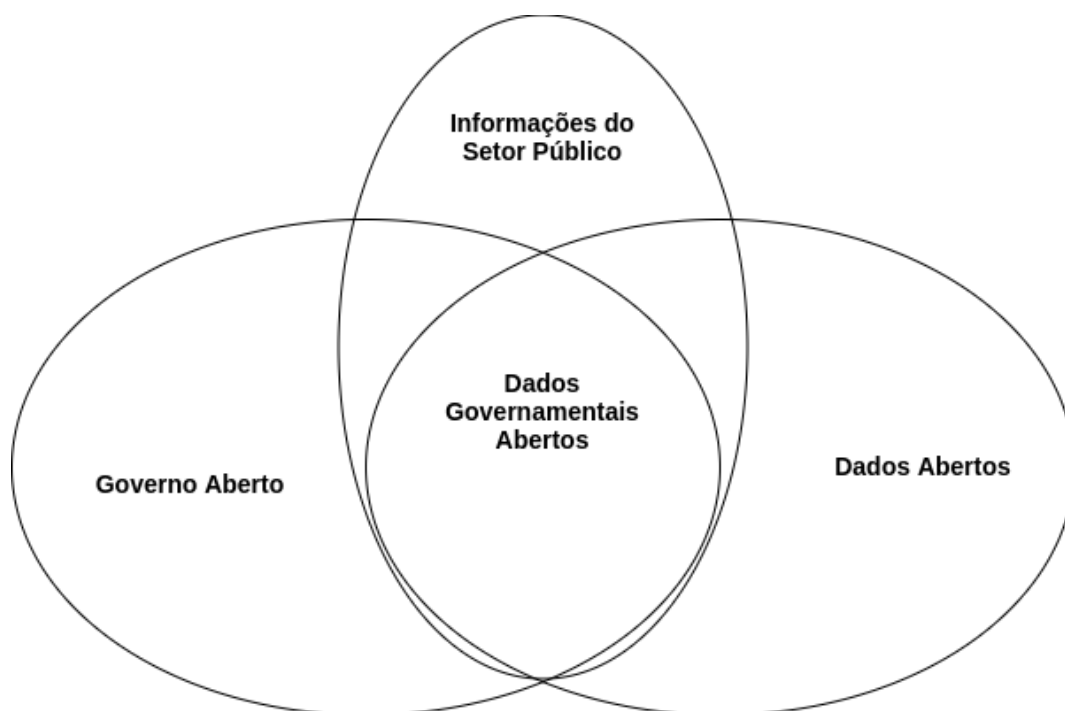 Informações do
Setor Público
Dados
Governamentais
Abertos
Governo Aberto
Dados Abertos